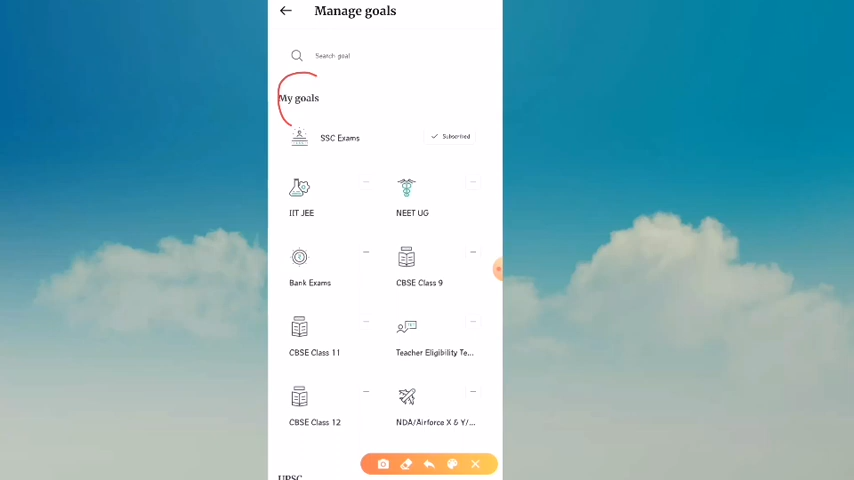 Manage goals
Search goal
My goals
SSC Exams
Subscribed
IIT JEE
NEET UG
Bank Exams
CBSE Class 9
CBSE Class 11
Teacher Eligibility Te...
CBSE Class 12
NDA/Airforce X & Y/...
UPSC